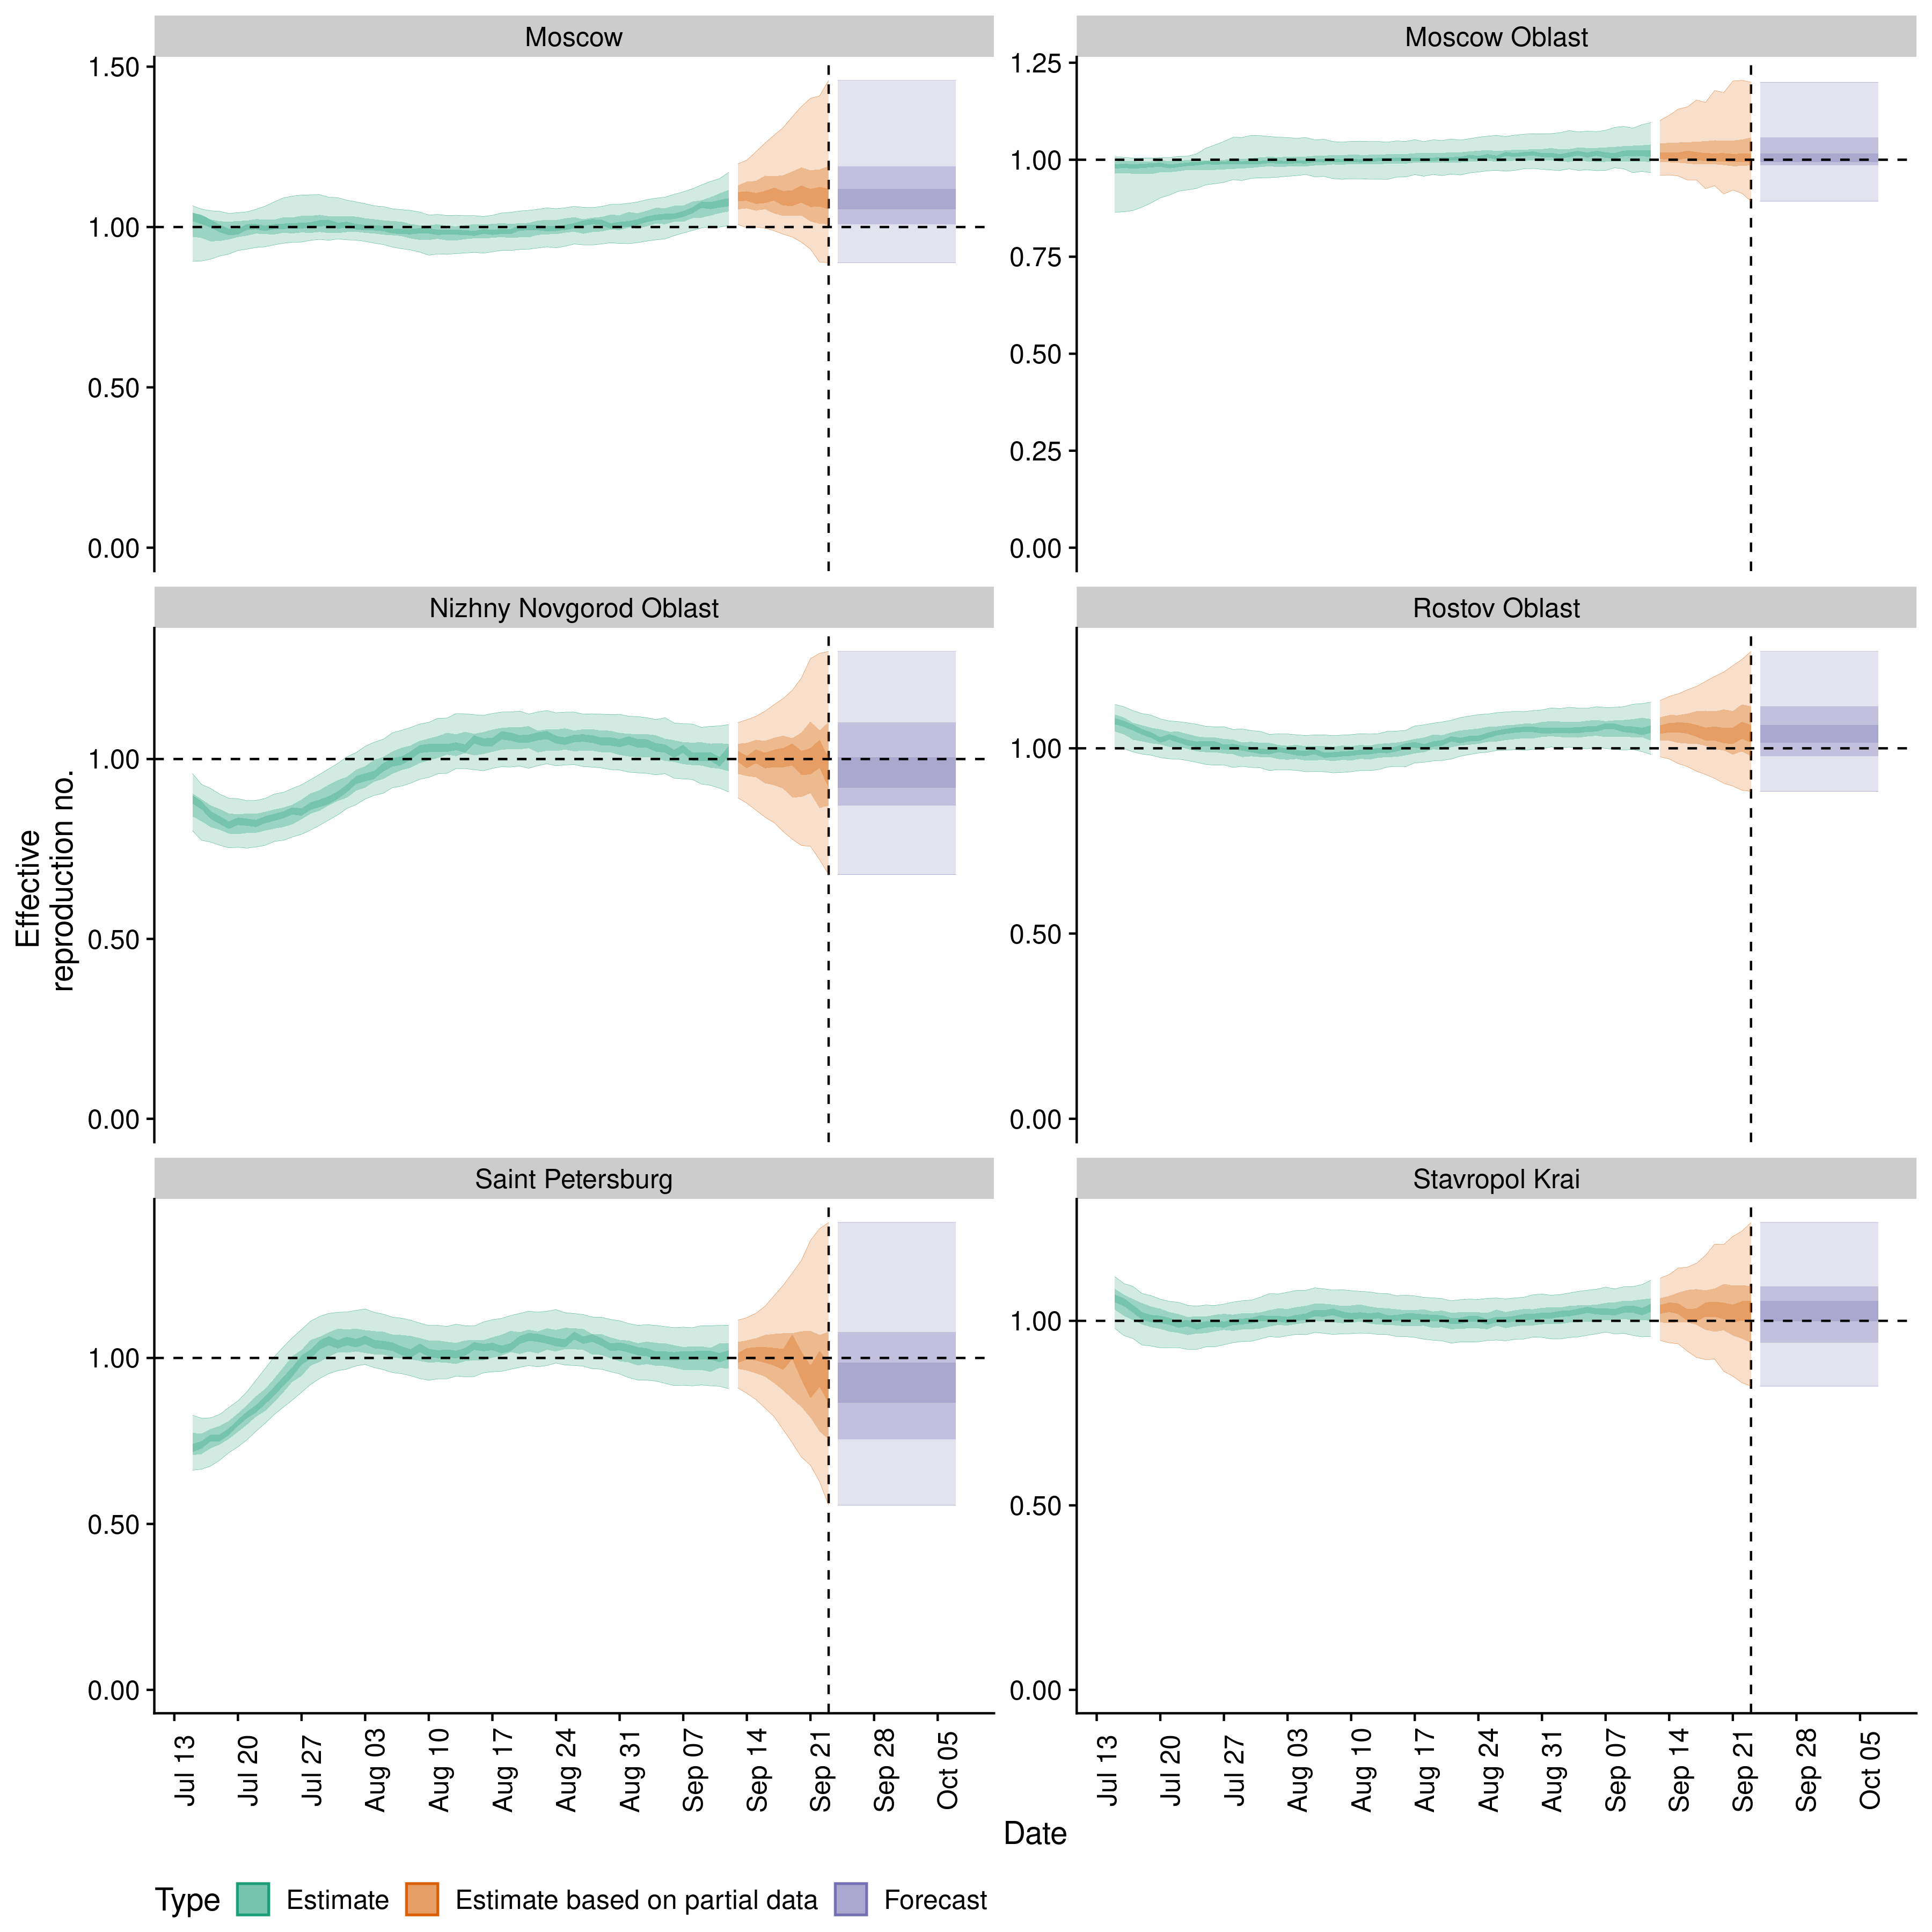 Moscow
Moscow Oblast
1.50
1.00
0.50
0.00
1.25
1.00
0.75
0.50
0.25
0.00
Nizhny Novgorod Oblast
Rostov Oblast
1.00
0.50
0.00
1.00
0.50
0.00
Effective
reproduction no.
Saint Petersburg
Stavropol Krai
1.00
0.50
0.00
1.00
0.50
0.00
Jul 13
Jul 20
Jul 27
Aug 03
Aug 10
Aug 17
Aug 24
Aug 31
Sep 07
Sep 14
Sep 21
Sep 28
Oct 05
Jul 13
Jul 20
Jul 27
Aug 03
Aug 10
Aug 17
Aug 24
Aug 31
Sep 07
Sep 14
Sep 21
Sep 28
Oct 05
Date
Type Estimate Estimate based on partial data Forecast